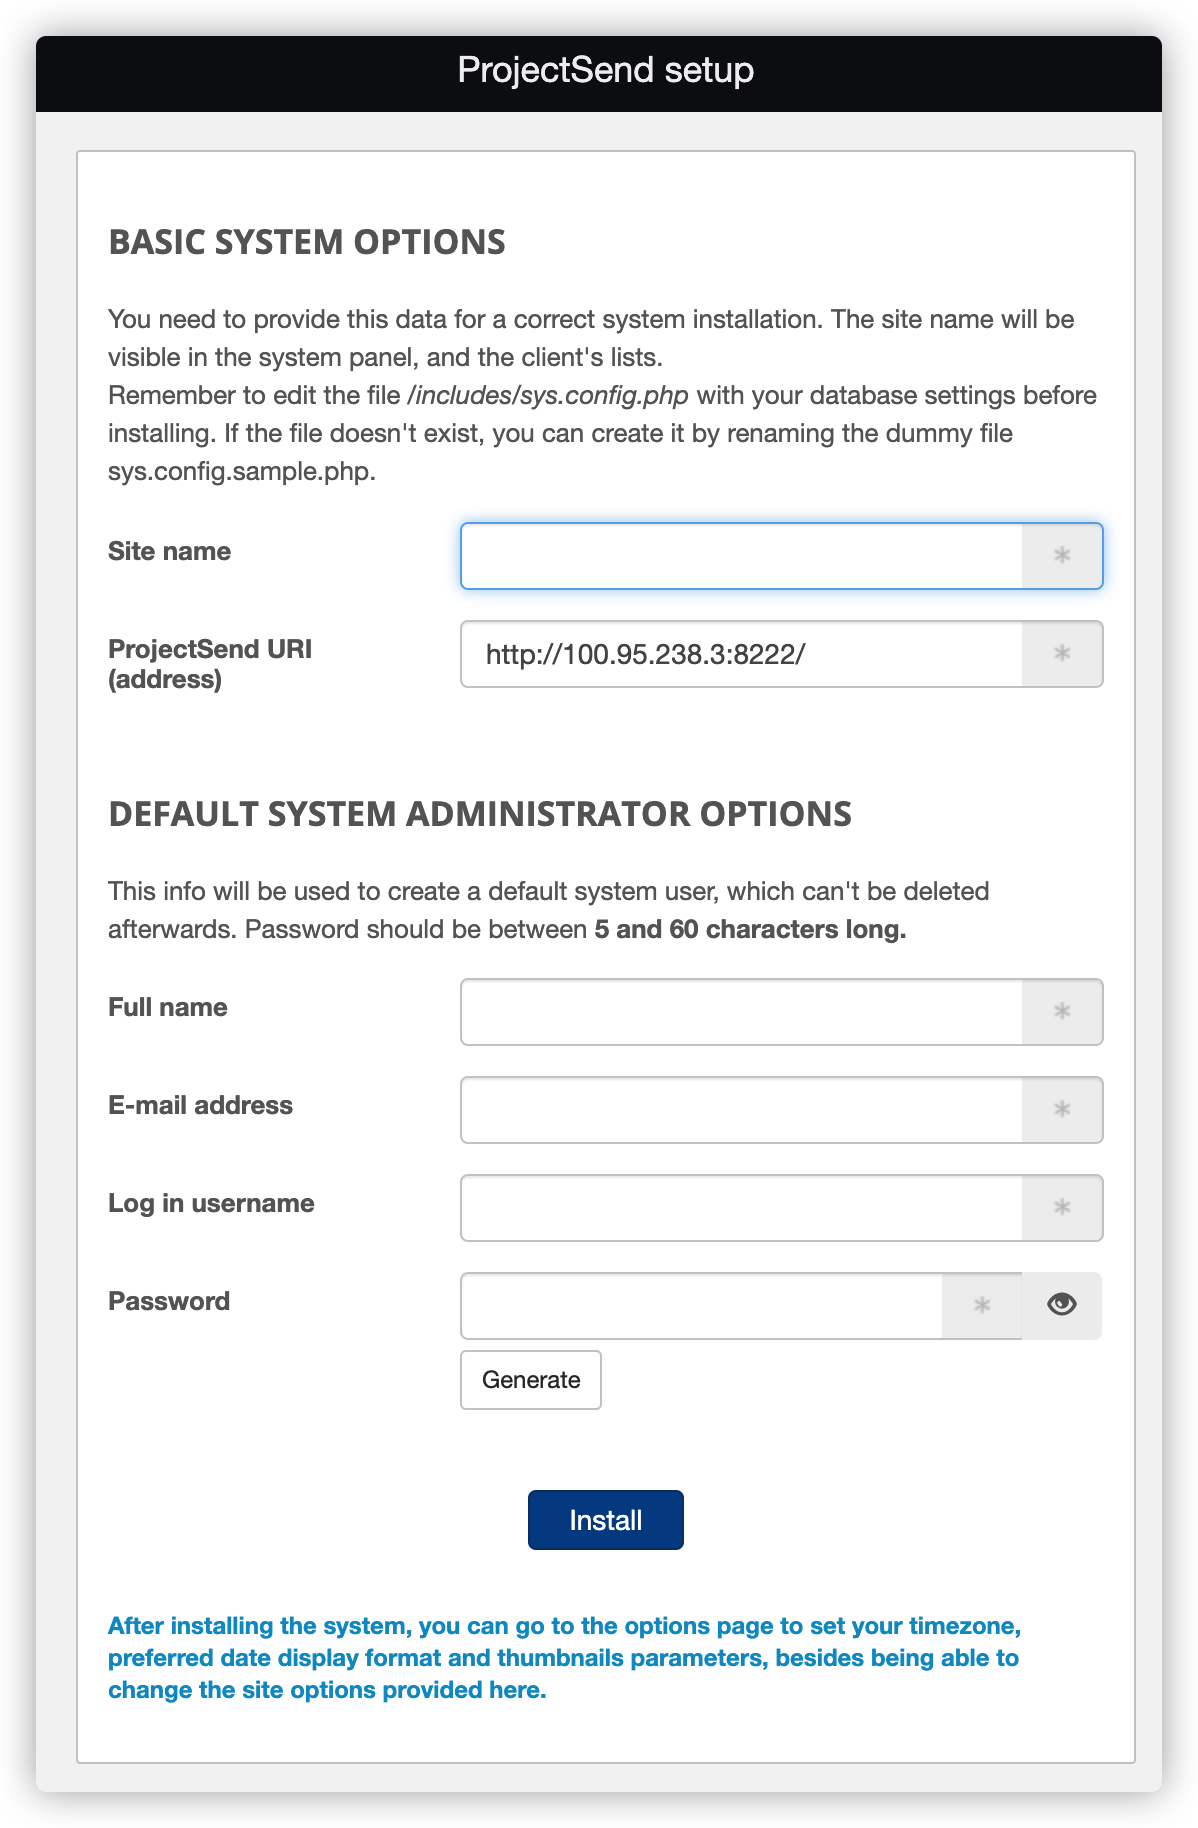 ProjectSend setup
BASIC SYSTEM OPTIONS
You need to provide this data for a correct system installation. The site name will be
visible in the system panel, and the client's lists.
Remember to edit the file /includes/sys.config.php with your database settings before
installing. If the file doesn't exist, you can create it by renaming the dummy file
sys.config.sample.php.
Site name
*
ProjectSend URI
(address)
http://100.95.238.3:8222/
*
DEFAULT SYSTEM ADMINISTRATOR OPTIONS
This info will be used to create a default system user, which can't be deleted
afterwards. Password should be between 5 and 60 characters long.
Full name
*
E-mail address
*
Log in username
*
Password
*
Generate
Install
After installing the system, you can go to the options page to set your timezone,
preferred date display format and thumbnails parameters, besides being able to
change the site options provided here.